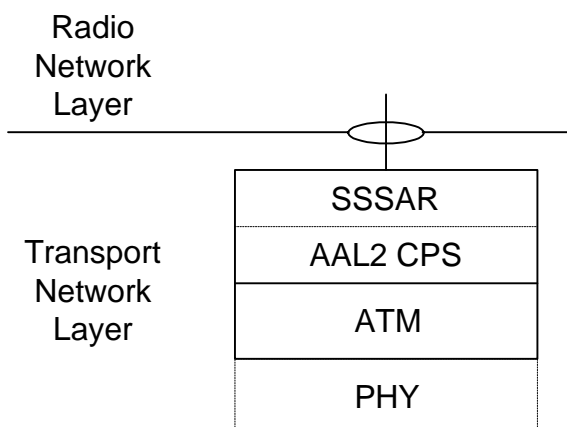 Radio
Network
Layer
SSSAR
AAL2 CPS
Transport
Network
Layer
ATM
PHY